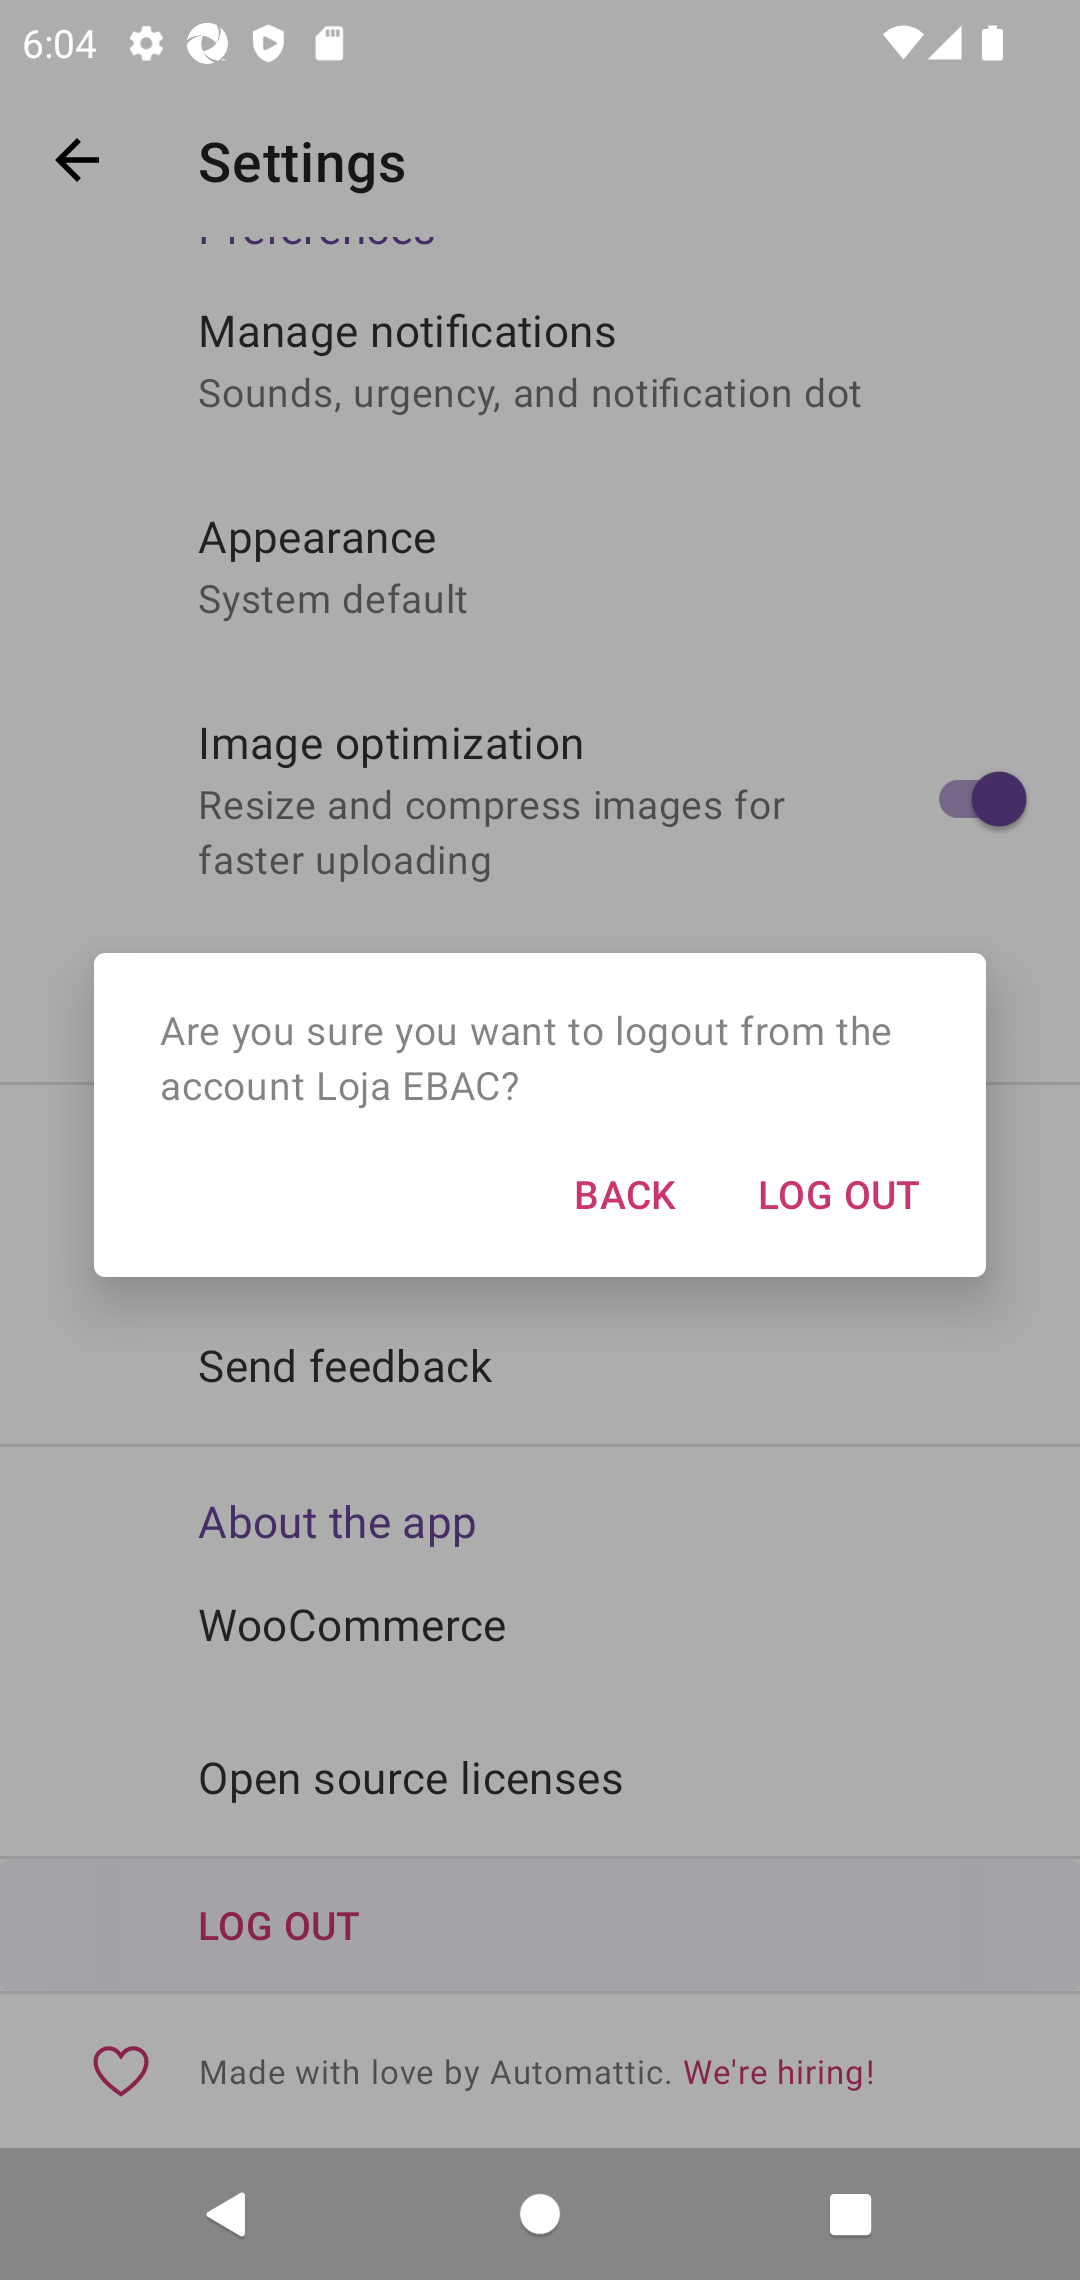 6:04
Settings
Preferences
Manage notifications
Sounds, urgency, and notification dot
Appearance
System default
Image optimization
Resize and compress images for
faster uploading
Are you sure you want to logout from the
account Loja EBAC?
BACK LOG OUT
Send feedback
About the app
WooCommerce
Open source licenses
LOG OUT
Made with love by Automattic. We're hiring!